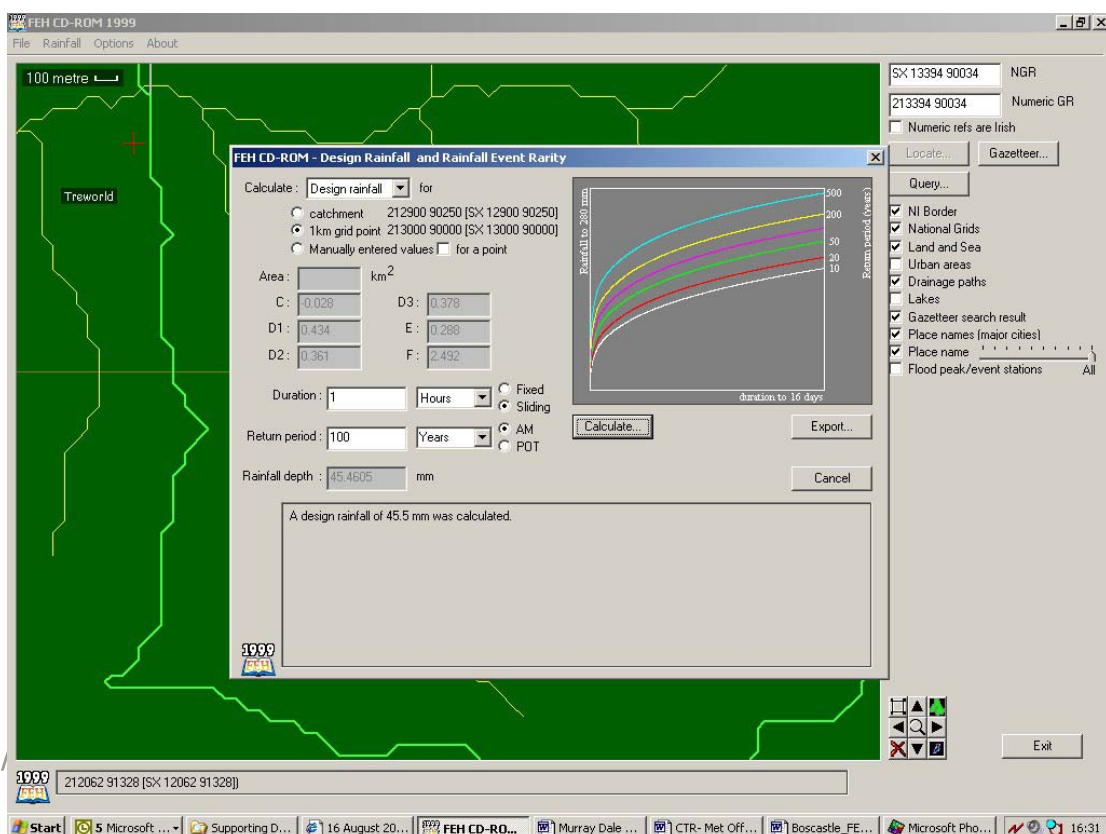 FEH CD-ROM 1999
File Rainfall Options About
100 metre
Treworld
SX 13394 90034 NGR
213394 90034 Numeric GR
Numeric refs are Irish
Locate... Gazetteer...
Query...
NI Border
National Grids
Land and Sea
Urban areas
Drainage paths
Lakes
Gazetteer search result
Place names (major cities)
Place name
Flood peak/event stations All
FEH CD-ROM - Design Rainfall and Rainfall Event Rarity
Calculate : Design rainfall for
catchment 212900 90250 [SX 12900 90250]
1km grid point 213000 90000 [SX 13000 90000]
Manually entered values for a point
Area : km2
C : -0.028 D3 : 0.378
D1 : 0.434 E : 0.288
D2 : 0.361 F : 2.492
Duration : 1 Hours Fixed
Sliding
Return period : 100 Years AM
POT
Rainfall depth : 45.4605 mm
Rainfall to 280 mm
500
200
50
20
10
Return period (years)
duration to 16 days
Calculate... Export...
Cancel
A design rainfall of 45.5 mm was calculated.
1999
FEH
Exit
1999
FEH
212062 91328 [SX 12062 91328])
Start 5 Microsoft ... Supporting D... 16 August 20... FEH CD-RO... Murray Dale ... CTR- Met Off... Boscastle_FE... Microsoft Pho... 16:31